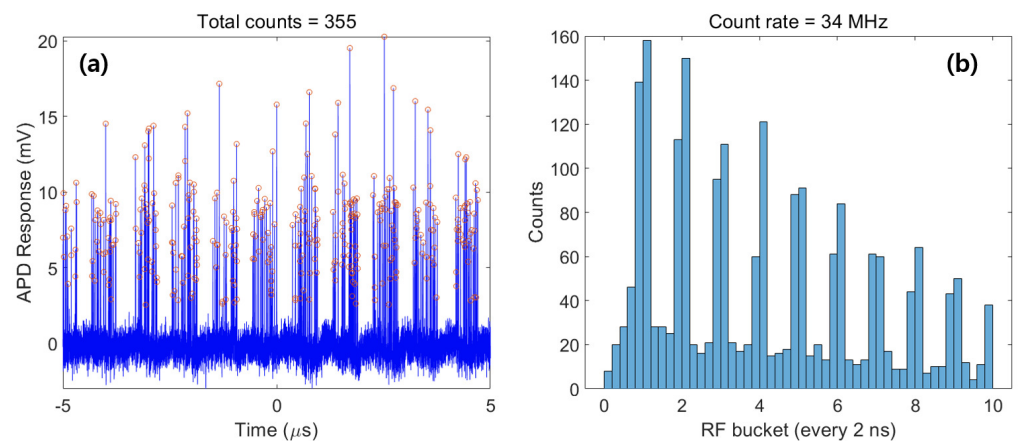 Total counts = 355
(a)
APD Response (mV)
20
15
10
5
0
-5
0
5
Time (μs)
Count rate = 34 MHz
(b)
Counts
160
140
120
100
80
60
40
20
0
0
2
4
6
8
10
RF bucket (every 2 ns)